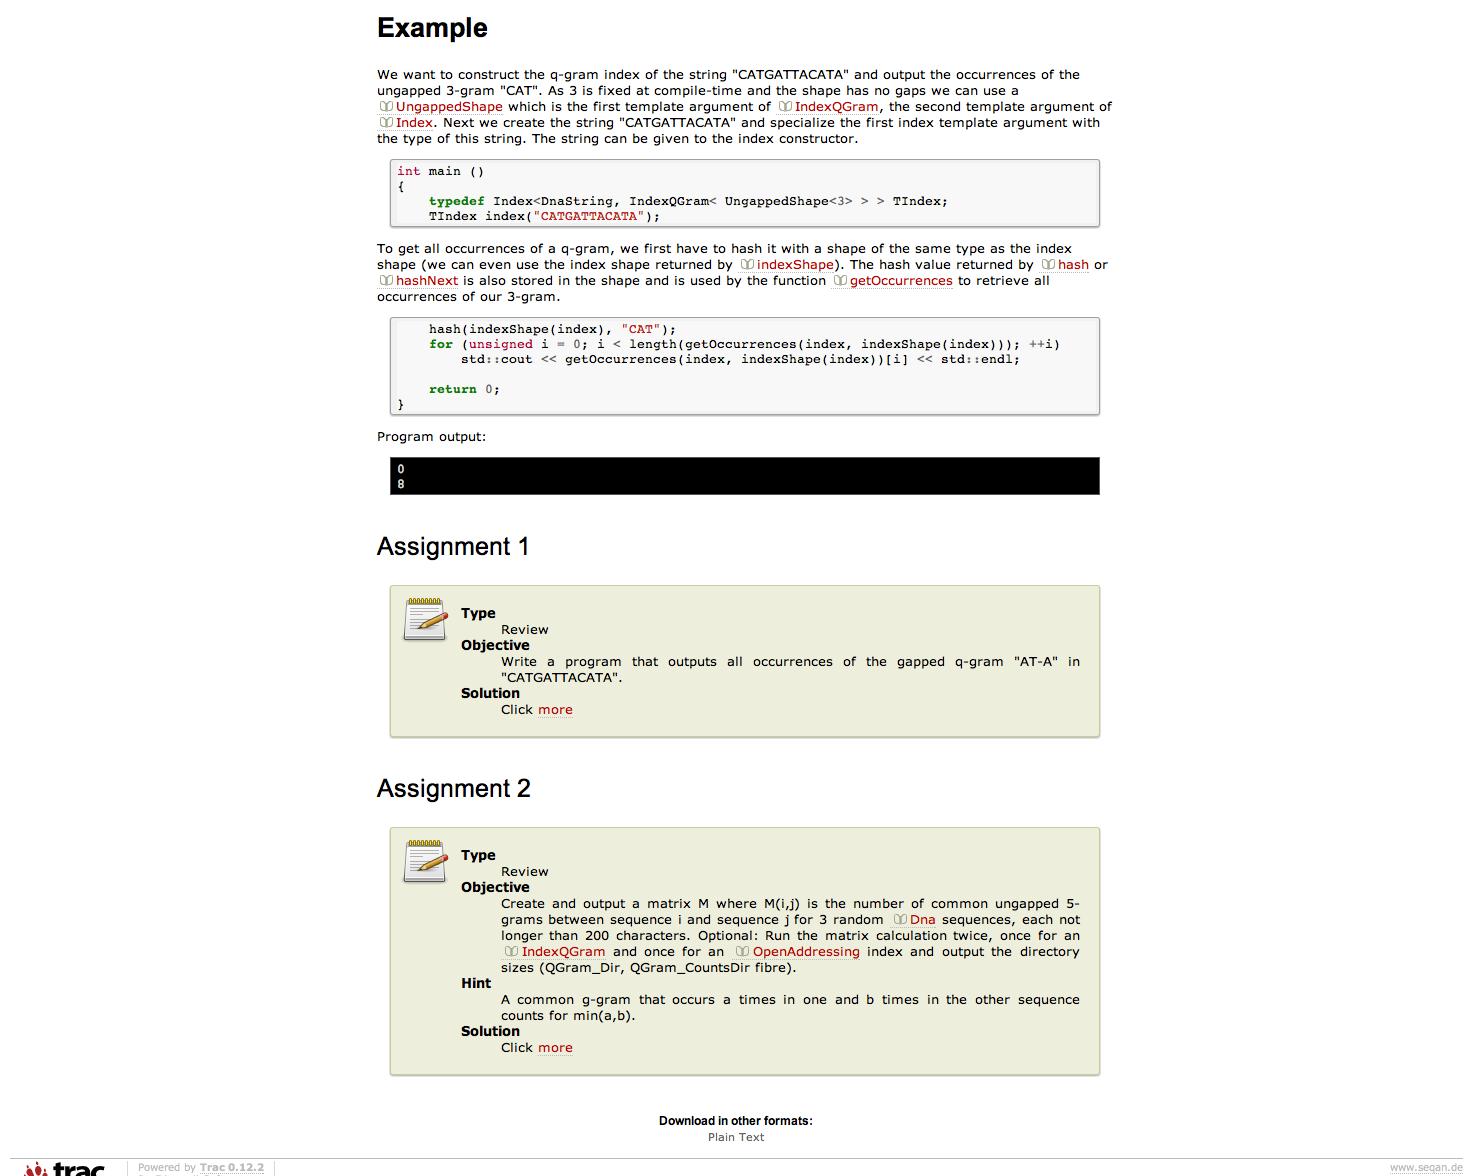 Example
We want to construct the q-gram index of the string "CATGATTACATA" and output the occurrences of the
ungapped 3-gram "CAT". As 3 is fixed at compile-time and the shape has no gaps we can use a
UngappedShape which is the first template argument of IndexQGram, the second template argument of
Index. Next we create the string "CATGATTACATA" and specialize the first index template argument with
the type of this string. The string can be given to the index constructor.
int main ()
{
    typedef Index<DnaString, IndexQGram< UngappedShape<3> > > TIndex;
    TIndex index("CATGATTACATA");
To get all occurrences of a q-gram, we first have to hash it with a shape of the same type as the index
shape (we can even use the index shape returned by indexShape). The hash value returned by hash or
hashNext is also stored in the shape and is used by the function getOccurrences to retrieve all
occurrences of our 3-gram.
    hash(indexShape(index), "CAT");
    for (unsigned i = 0; i < length(getOccurrences(index, indexShape(index))); ++i)
        std::cout << getOccurrences(index, indexShape(index))[i] << std::endl;
    return 0;
}
Program output:
0
8
Assignment 1
Type
Review
Objective
Write a program that outputs all occurrences of the gapped q-gram "AT-A" in
"CATGATTACATA".
Solution
Click more
Assignment 2
Type
Review
Objective
Create and output a matrix M where M(i,j) is the number of common ungapped 5-
grams between sequence i and sequence j for 3 random Dna sequences, each not
longer than 200 characters. Optional: Run the matrix calculation twice, once for an
IndexQGram and once for an OpenAddressing index and output the directory
sizes (QGram_Dir, QGram_CountsDir fibre).
Hint
A common g-gram that occurs a times in one and b times in the other sequence
counts for min(a,b).
Solution
Click more
Download in other formats:
Plain Text
trac
Powered by Trac 0.12.2
www.seqan.de